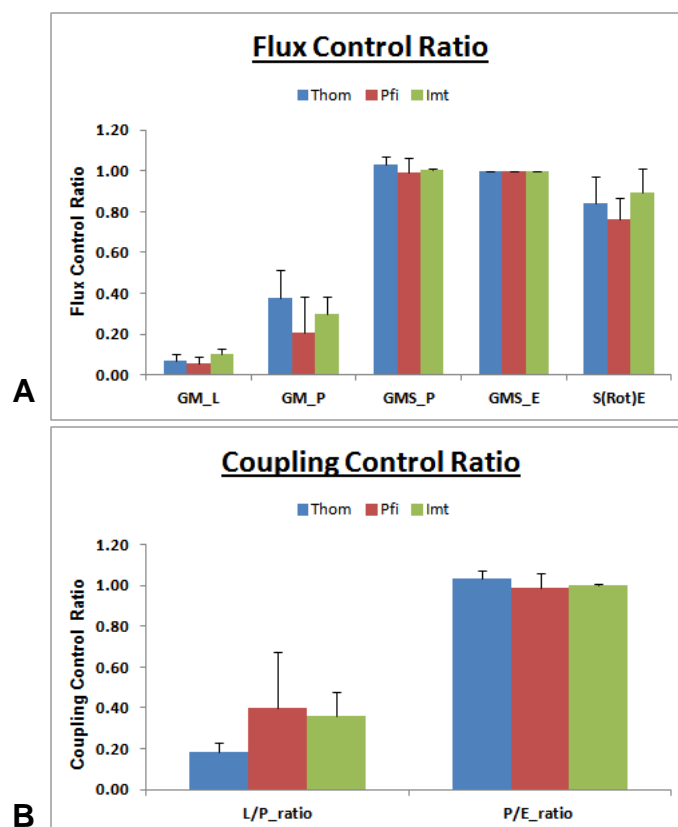 Flux Control Ratio
Thom Pfi Imt
Flux Control Ratio
1.20
1.00
0.80
0.60
0.40
0.20
0.00
GM_L GM_P GMS_P GMS_E S(Rot)E
A
Coupling Control Ratio
Thom Pfi Imt
Coupling Control Ratio
1.20
1.00
0.80
0.60
0.40
0.20
0.00
L/P_ratio P/E_ratio
B